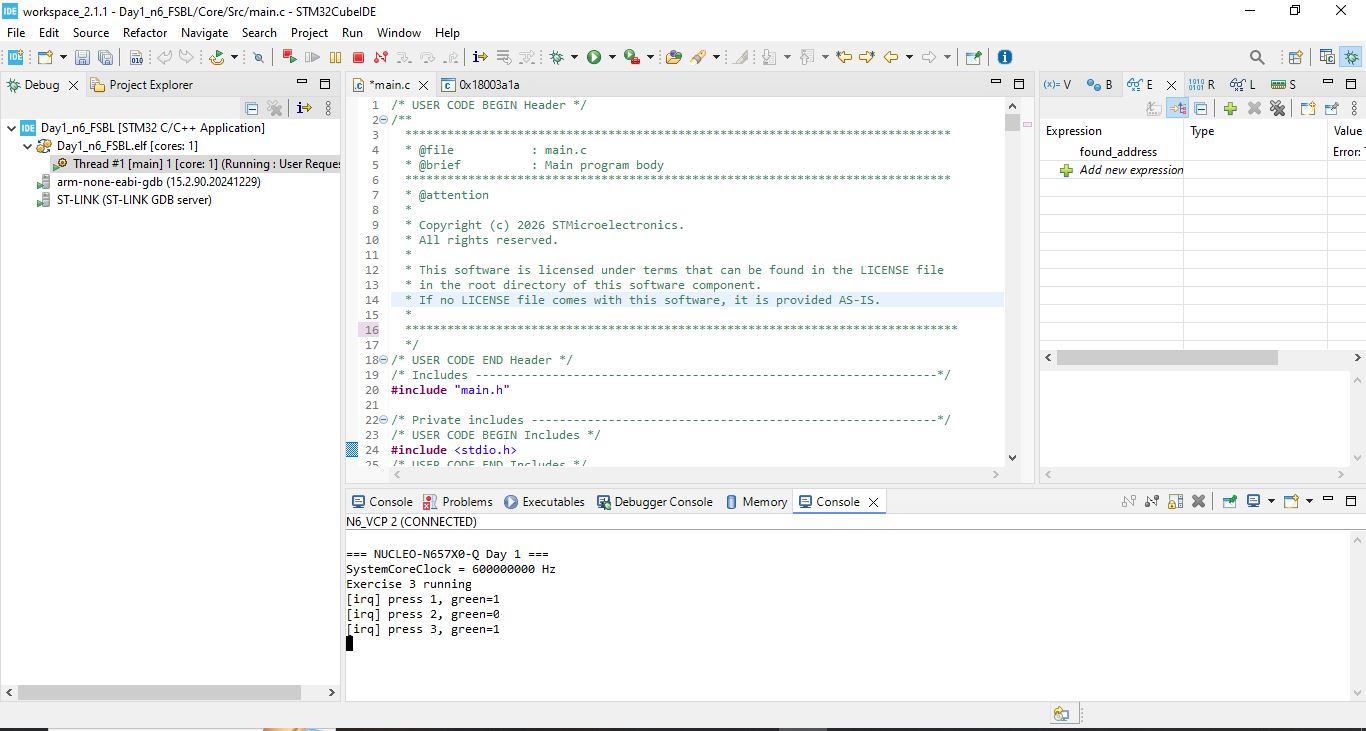 IDE workspace_2.1.1 - Day1_n6_FSBL/Core/Src/main.c - STM32CubeIDE
File Edit Source Refactor Navigate Search Project Run Window Help
Debug Project Explorer
Day1_n6_FSBL [STM32 C/C++ Application]
Day1_n6_FSBL.elf [cores: 1]
Thread #1 [main] 1 [core: 1] (Running : User Reques
arm-none-eabi-gdb (15.2.90.20241229)
ST-LINK (ST-LINK GDB server)
*main.c 0x18003a1a
1 /* USER CODE BEGIN Header */
2 /**
3 ******************************************************************************
4 * @file : main.c
5 * @brief : Main program body
6 ******************************************************************************
7 * @attention
8 *
9 * Copyright (c) 2026 STMicroelectronics.
10 * All rights reserved.
11 *
12 * This software is licensed under terms that can be found in the LICENSE file
13 * in the root directory of this software component.
14 * If no LICENSE file comes with this software, it is provided AS-IS.
15 *
16 *******************************************************************************
17 */
18 /* USER CODE END Header */
19 /* Includes ------------------------------------------------------------------*/
20 #include "main.h"
21
22 /* Private includes ----------------------------------------------------------*/
23 /* USER CODE BEGIN Includes */
24 #include <stdio.h>
25 /* USER CODE END Includes */
(x)= V B E R L S
Expression Type Value
found_address Error:
Add new expression
Console Problems Executables Debugger Console Memory Console
N6_VCP 2 (CONNECTED)
=== NUCLEO-N657X0-Q Day 1 ===
SystemCoreClock = 600000000 Hz
Exercise 3 running
[irq] press 1, green=1
[irq] press 2, green=0
[irq] press 3, green=1